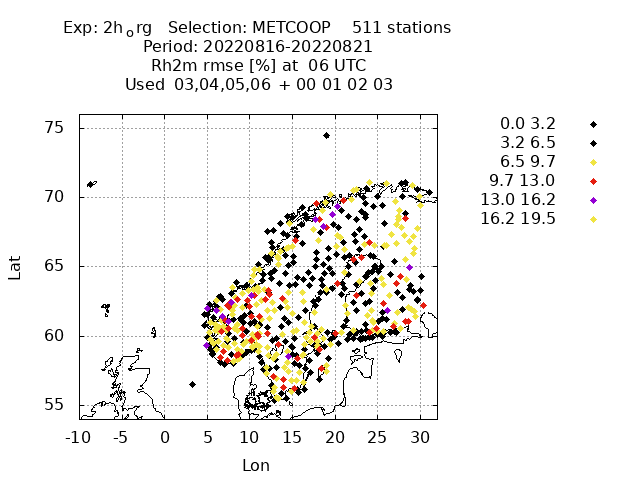 Exp: 2horg Selection: METCOOP 511 stations
Period: 20220816-20220821
Rh2m rmse [%] at 06 UTC
Used 03,04,05,06 + 00 01 02 03
0.0 3.2
3.2 6.5
6.5 9.7
9.7 13.0
13.0 16.2
16.2 19.5
75
70
65
60
55
Lat
-10 -5 0 5 10 15 20 25 30
Lon